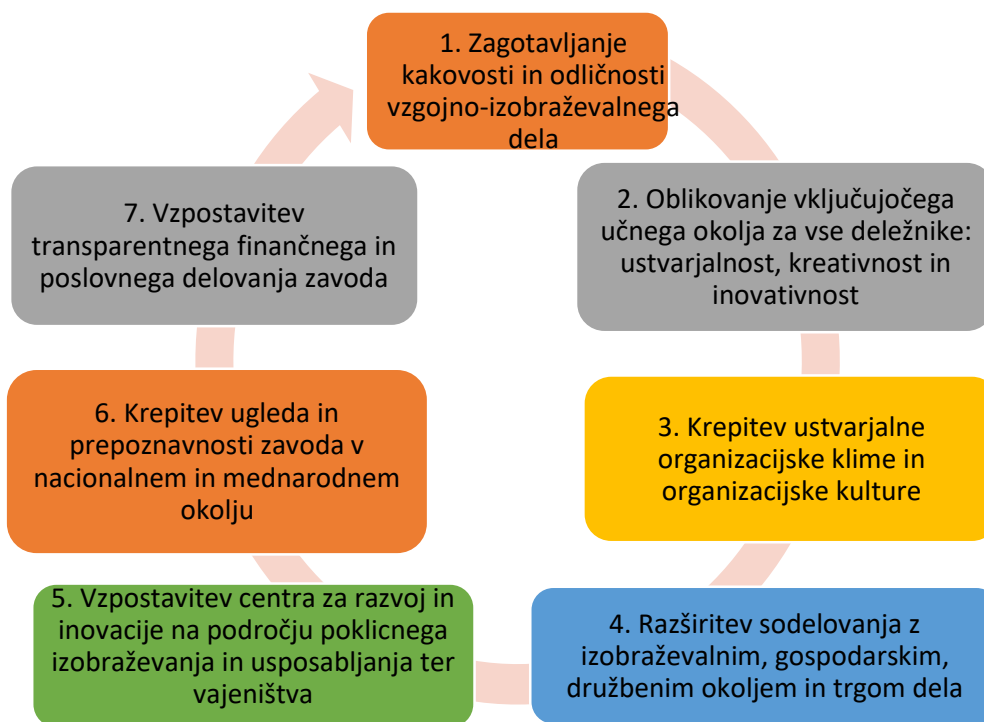 1. Zagotavljanje
kakovosti in odličnosti
vzgojno-izobraževalnega
dela
2. Oblikovanje vključujočega
učnega okolja za vse deležnike:
ustvarjalnost, kreativnost in
inovativnost
3. Krepitev ustvarjalne
organizacijske klime in
organizacijske kulture
4. Razširitev sodelovanja z
izobraževalnim, gospodarskim,
družbenim okoljem in trgom dela
5. Vzpostavitev centra za razvoj in
inovacije na področju poklicnega
izobraževanja in usposabljanja ter
vajeništva
6. Krepitev ugleda in
prepoznavnosti zavoda v
nacionalnem in mednarodnem
okolju
7. Vzpostavitev
transparentnega finančnega in
poslovnega delovanja zavoda